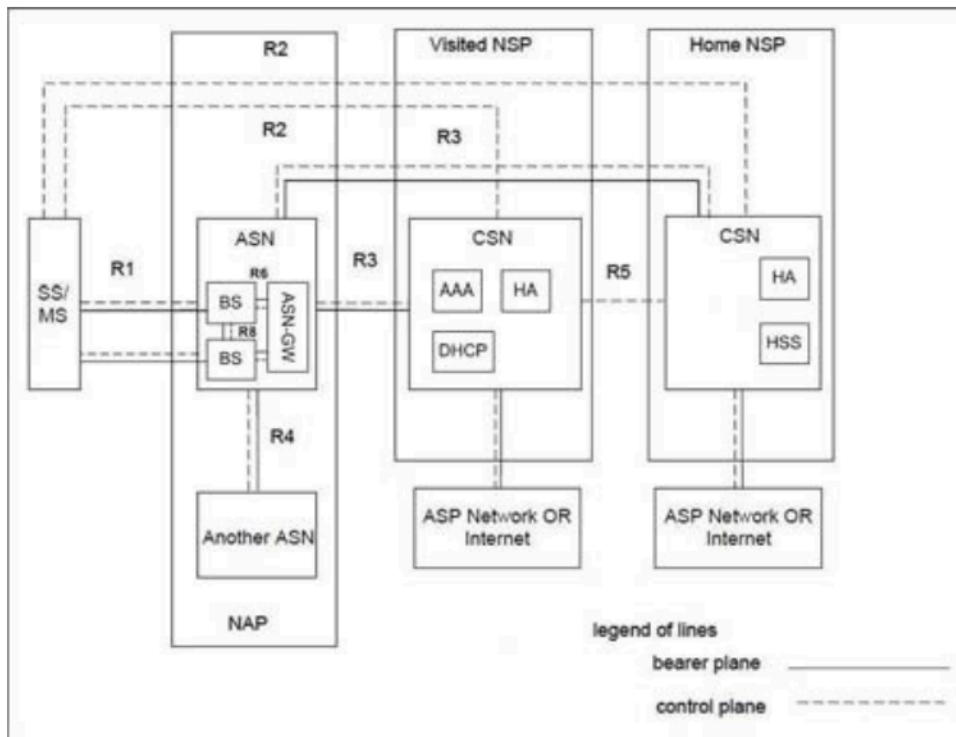 R2
Visited NSP
Home NSP
R2
R3
ASN
CSN
CSN
R1
R3
R5
SS/
MS
R6
BS
ASN-GW
AAA
HA
HA
R8
BS
DHCP
HSS
R4
Another ASN
ASP Network OR
Internet
ASP Network OR
Internet
NAP
legend of lines
bearer plane
control plane